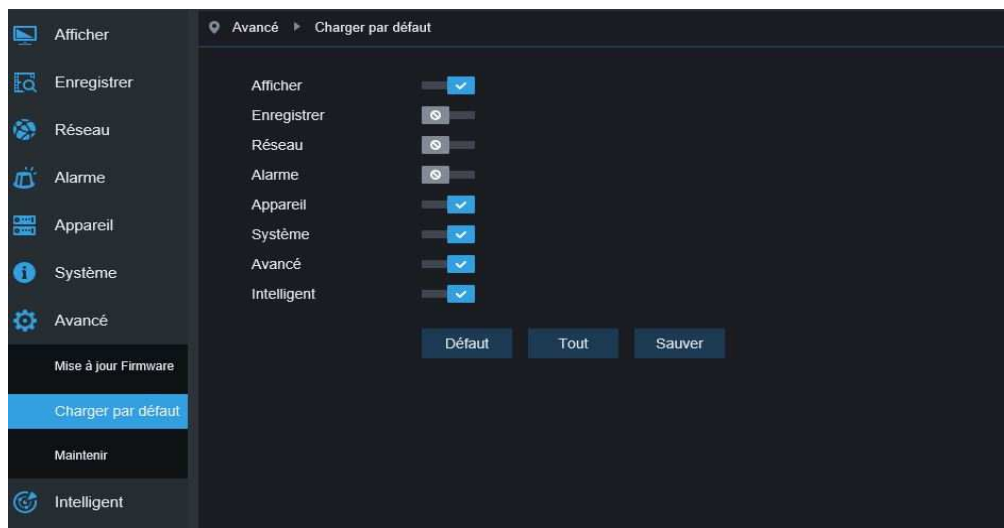 Afficher
Enregistrer
Réseau
Alarme
Appareil
Système
Avancé
Mise à jour Firmware
Charger par défaut
Maintenir
Intelligent
Avancé Charger par défaut
Afficher
Enregistrer
Réseau
Alarme
Appareil
Système
Avancé
Intelligent
Défaut Tout Sauver